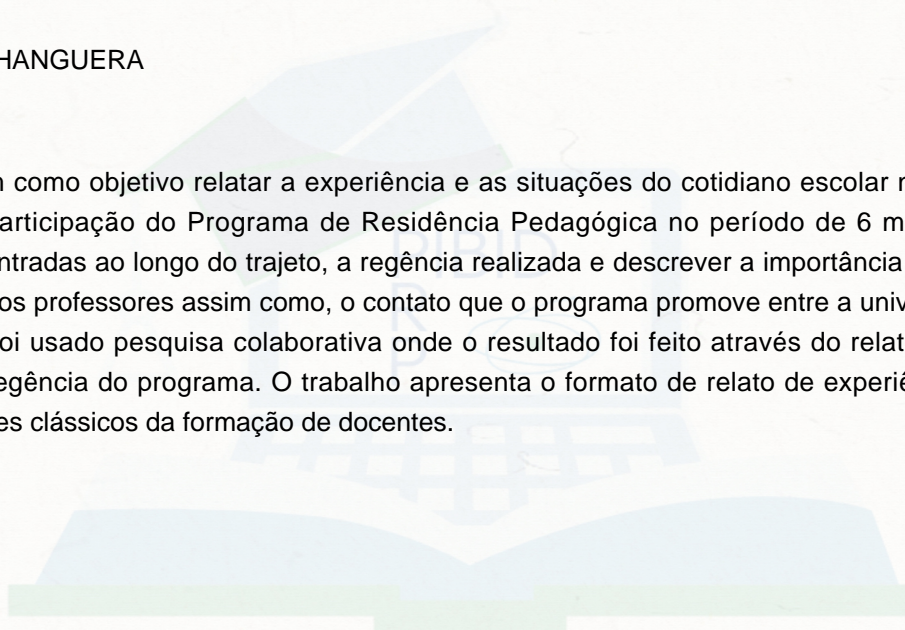 HANGUERA
como objetivo relatar a experiência e as situações do cotidiano escolar
articipação do Programa de Residência Pedagógica no período de 6 m
ntradas ao longo do trajeto, a regência realizada e descrever a importância
os professores assim como, o contato que o programa promove entre a univ
oi usado pesquisa colaborativa onde o resultado foi feito através do relat
egência do programa. O trabalho apresenta o formato de relato de experiê
es clássicos da formação de docentes.
PIBID
R
P